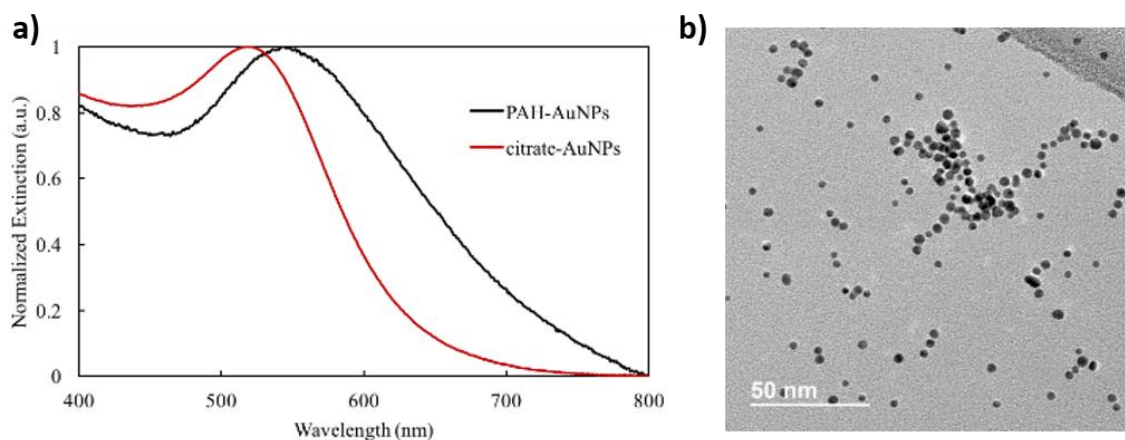 a)
Normalized Extinction (a.u.)
1
0.8
0.6
0.4
0.2
0
400
500
600
700
800
Wavelength (nm)
PAH-AuNPs
citrate-AuNPs
b)
50 nm